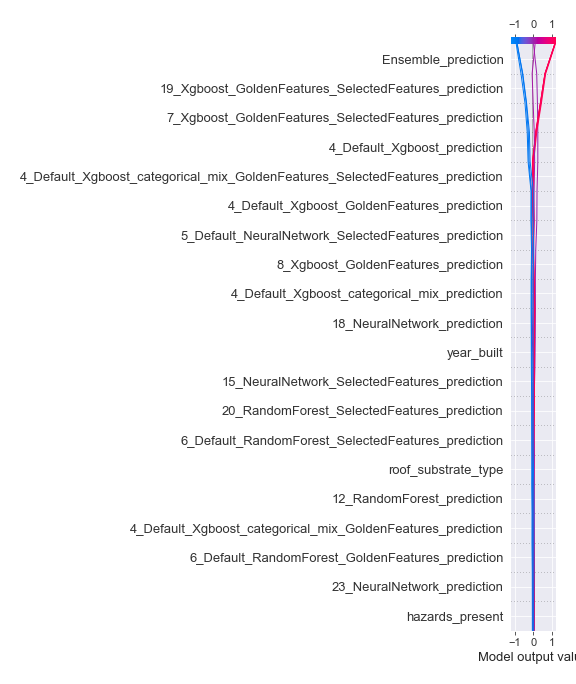 −1 0 1
Ensemble_prediction
19_Xgboost_GoldenFeatures_SelectedFeatures_prediction
7_Xgboost_GoldenFeatures_SelectedFeatures_prediction
4_Default_Xgboost_prediction
4_Default_Xgboost_categorical_mix_GoldenFeatures_SelectedFeatures_prediction
4_Default_Xgboost_GoldenFeatures_prediction
5_Default_NeuralNetwork_SelectedFeatures_prediction
8_Xgboost_GoldenFeatures_prediction
4_Default_Xgboost_categorical_mix_prediction
18_NeuralNetwork_prediction
year_built
15_NeuralNetwork_SelectedFeatures_prediction
20_RandomForest_SelectedFeatures_prediction
6_Default_RandomForest_SelectedFeatures_prediction
roof_substrate_type
12_RandomForest_prediction
4_Default_Xgboost_categorical_mix_GoldenFeatures_prediction
6_Default_RandomForest_GoldenFeatures_prediction
23_NeuralNetwork_prediction
hazards_present
−1 0 1
Model output valu